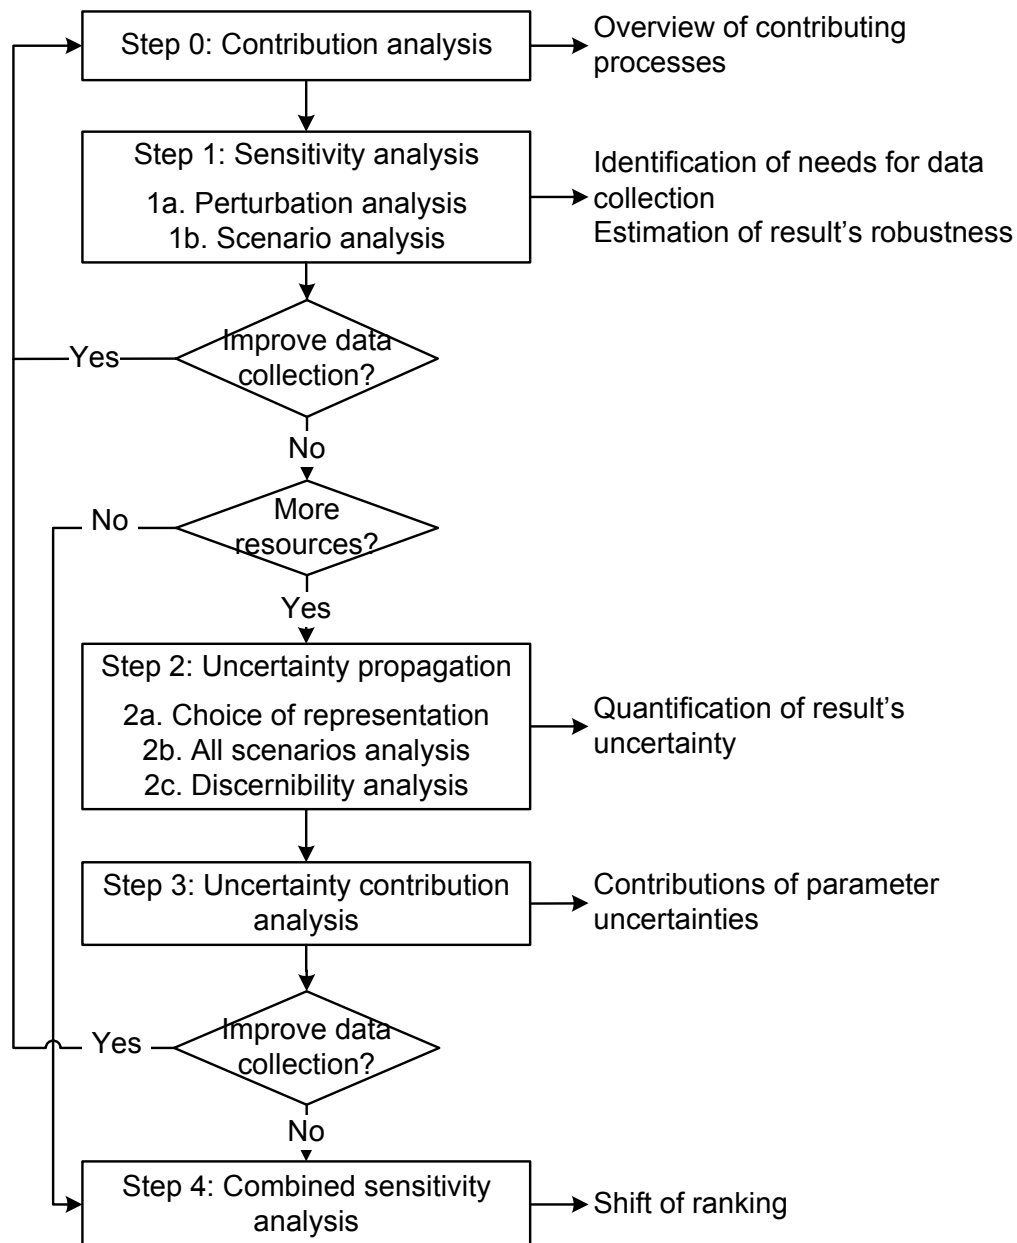 Step 0: Contribution analysis
Overview of contributing
processes
Step 1: Sensitivity analysis
1a. Perturbation analysis
1b. Scenario analysis
Identification of needs for data
collection
Estimation of result's robustness
Improve data
collection?
Yes
No
More
resources?
No
Yes
Step 2: Uncertainty propagation
2a. Choice of representation
2b. All scenarios analysis
2c. Discernibility analysis
Quantification of result's
uncertainty
Step 3: Uncertainty contribution
analysis
Contributions of parameter
uncertainties
Improve data
collection?
Yes
No
Step 4: Combined sensitivity
analysis
Shift of ranking